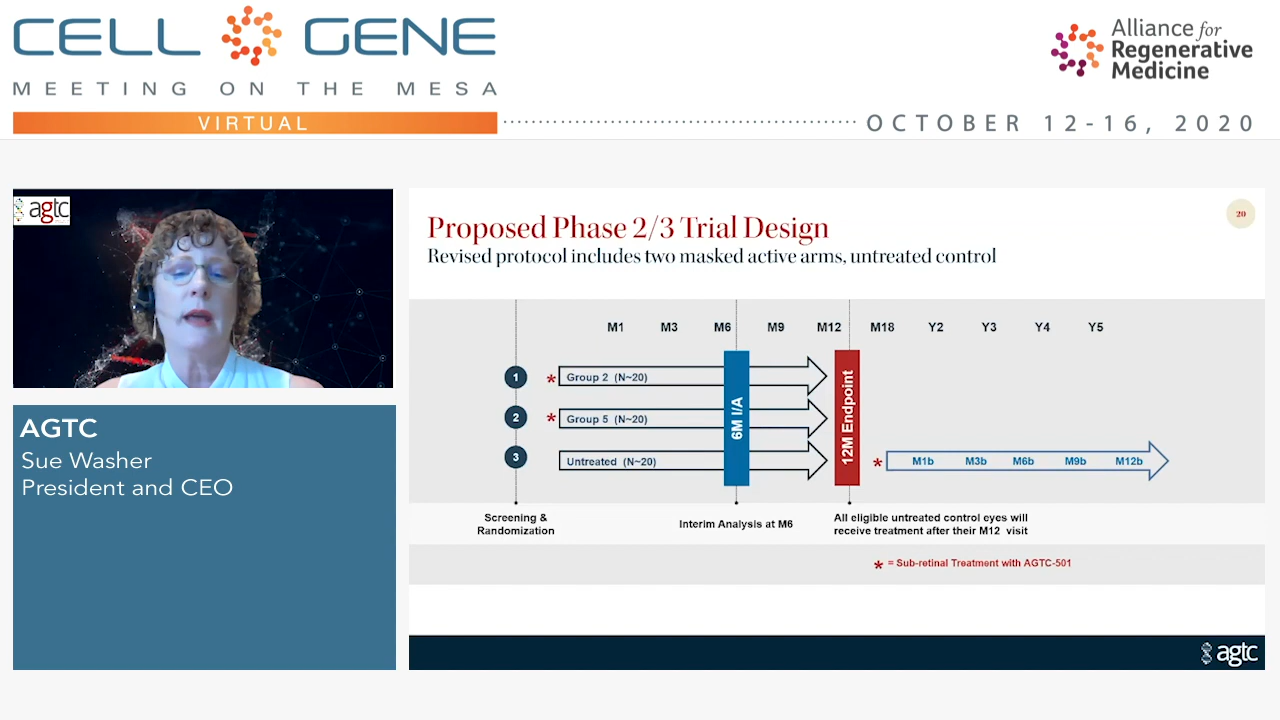 CELL GENE
MEETING ON THE MESA
VIRTUAL
Alliance for
Regenerative
Medicine
OCTOBER 12-16, 2020
agtc
AGTC
Sue Washer
President and CEO
Proposed Phase 2/3 Trial Design
20
Revised protocol includes two masked active arms, untreated control
M1 M3 M6 M9 M12 M18 Y2 Y3 Y4 Y5
1 * Group 2 (N~20)
2 * Group 5 (N~20)
3 Untreated (N~20)
6M I/A
12M Endpoint
* M1b M3b M6b M9b M12b
Screening &
Randomization
Interim Analysis at M6
All eligible untreated control eyes will
receive treatment after their M12 visit
* = Sub-retinal Treatment with AGTC-501
agtc